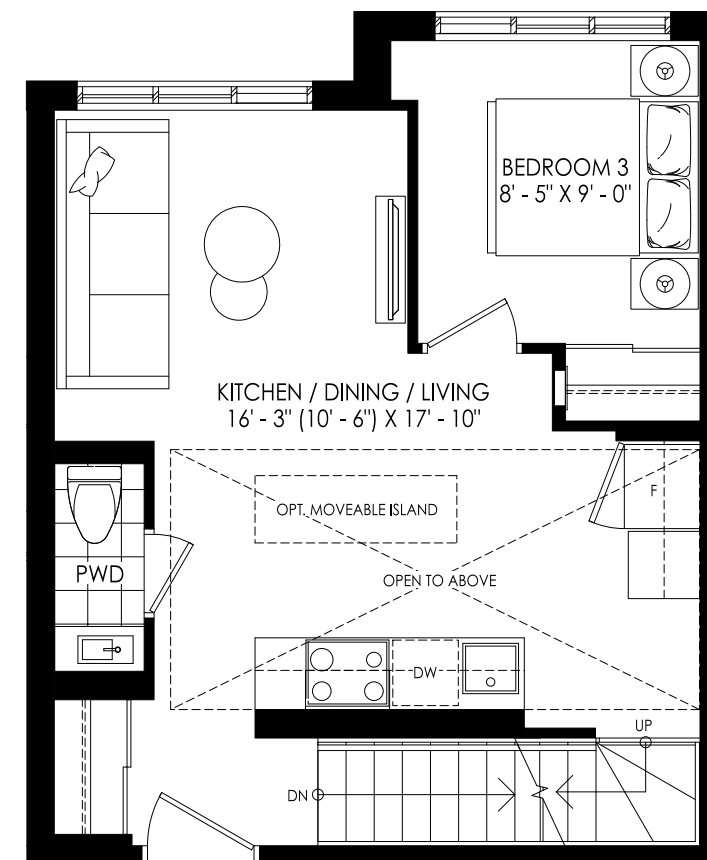 BEDROOM 3
8' - 5" X 9' - 0"
KITCHEN / DINING / LIVING
16' - 3" (10' - 6") X 17' - 10"
F
OPT. MOVEABLE ISLAND
PWD
OPEN TO ABOVE
DW
UP
DN